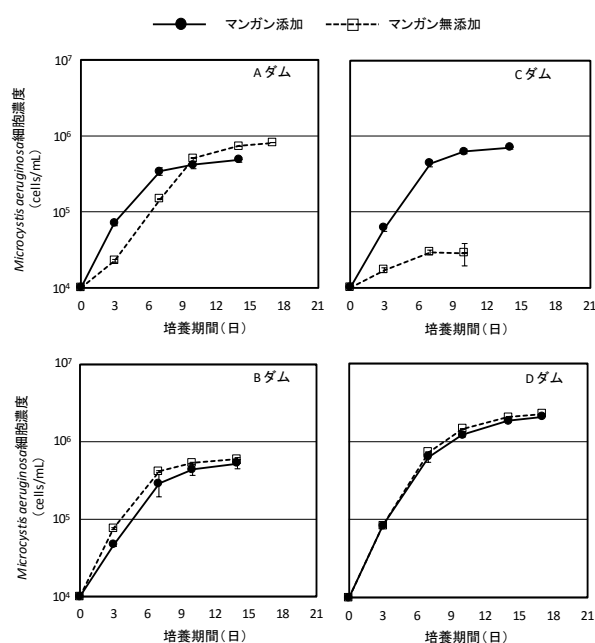 マンガン添加 マンガン無添加
Microcystis aeruginosa細胞濃度
(cells/mL)
10⁷
10⁶
10⁵
10⁴
A ダム
0 3 6 9 12 15 18 21
培養期間(日)
C ダム
0 3 6 9 12 15 18 21
培養期間(日)
Microcystis aeruginosa細胞濃度
(cells/mL)
10⁷
10⁶
10⁵
10⁴
B ダム
0 3 6 9 12 15 18 21
培養期間(日)
D ダム
0 3 6 9 12 15 18 21
培養期間(日)